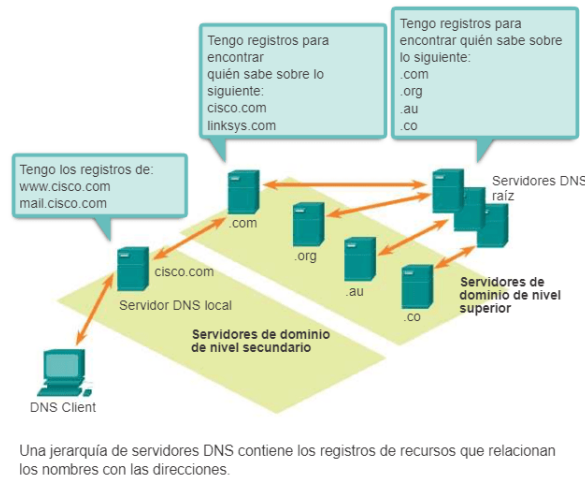 Tengo registros para
encontrar
quién sabe sobre lo
siguiente:
cisco.com
linksys.com
Tengo registros para
encontrar quién sabe sobre
lo siguiente:
.com
.org
.au
.co
Tengo los registros de:
www.cisco.com
mail.cisco.com
Servidores DNS
raíz
.com
.org
.au
.co
cisco.com
Servidor DNS local
Servidores de
dominio de nivel
superior
Servidores de dominio
de nivel secundario
DNS Client
Una jerarquía de servidores DNS contiene los registros de recursos que relacionan
los nombres con las direcciones.